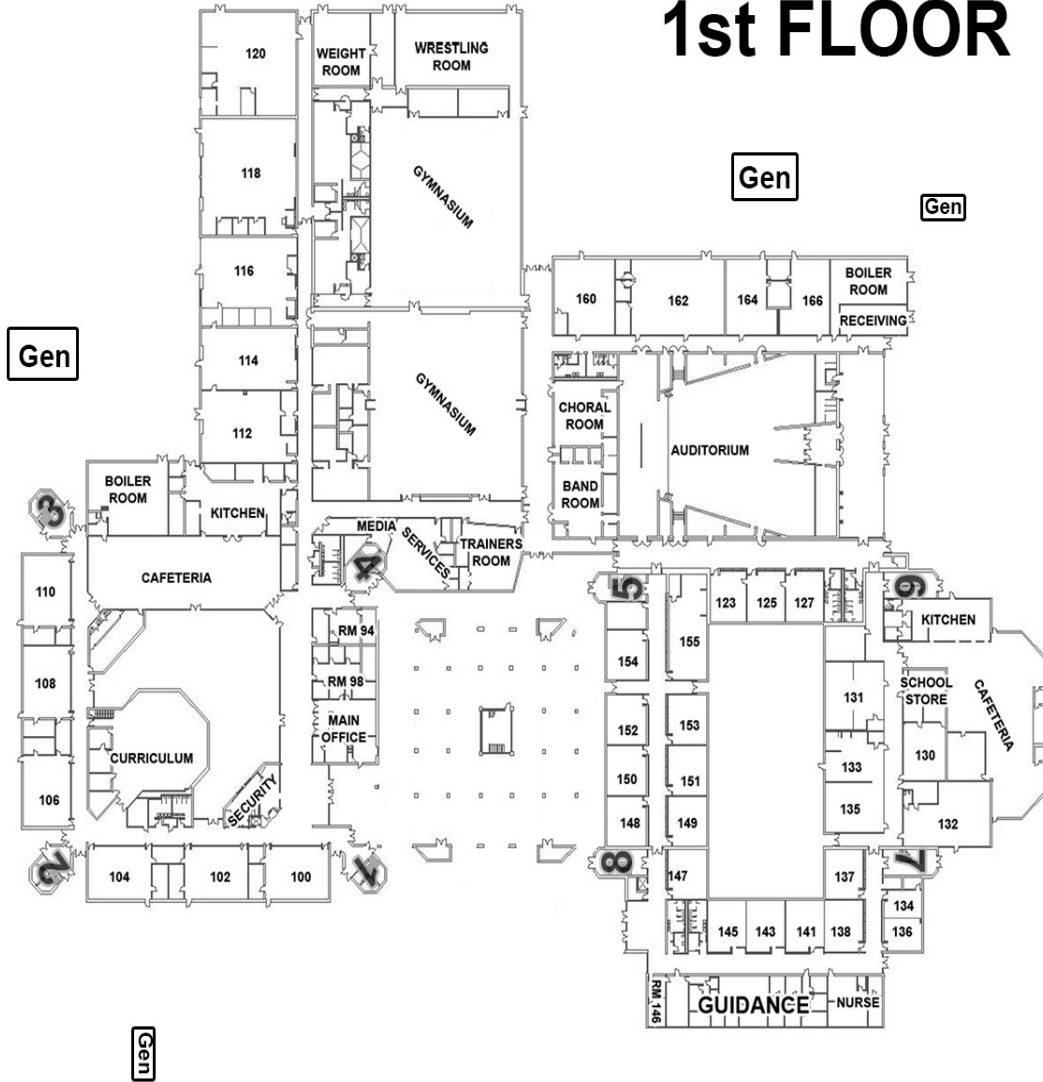 1st FLOOR
120
WEIGHT
ROOM
WRESTLING
ROOM
118
GYMNASIUM
Gen
Gen
116
160
162
164
166
BOILER
ROOM
RECEIVING
Gen
114
GYMNASIUM
112
CHORAL
ROOM
AUDITORIUM
BAND
ROOM
BOILER
ROOM
3
KITCHEN
MEDIA
SERVICES
TRAINERS
ROOM
4
CAFETERIA
110
5
123
125
127
6
KITCHEN
RM 94
155
154
108
RM 98
131
SCHOOL
STORE
CAFETERIA
MAIN
OFFICE
152
153
CURRICULUM
133
130
150
151
106
SECURITY
135
148
149
132
2
104
102
100
1
8
147
137
7
134
145
143
141
138
136
RM 146
GUIDANCE
NURSE
Gen